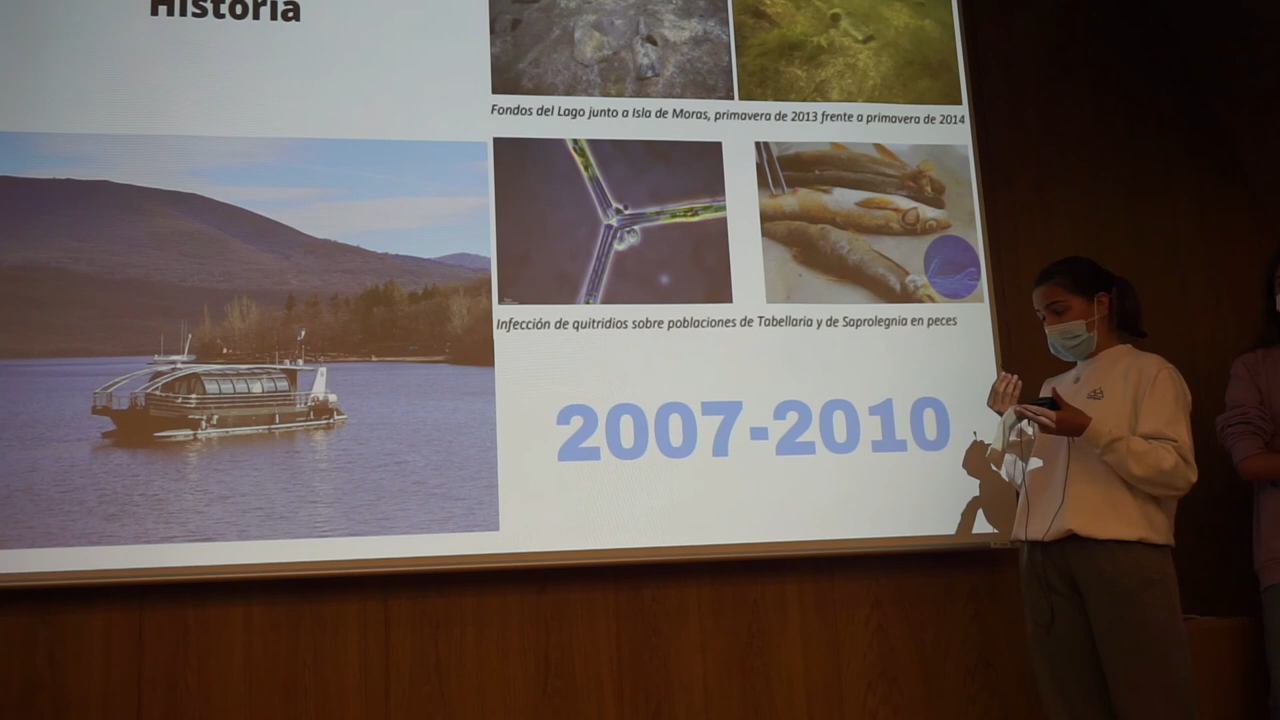 Historia
Fondos del Lago junto a Isla de Moras, primavera de 2013 frente a primavera de 2014
Infección de quitridios sobre poblaciones de Tabellaria y de Saprolegnia en peces
2007-2010